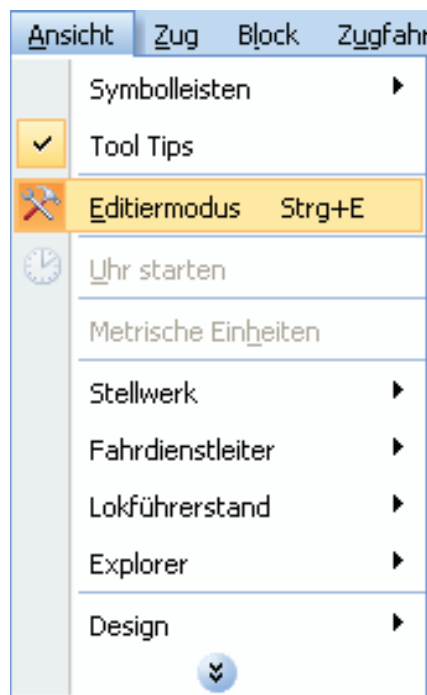 Ansicht Zug Block Zugfahr
Symbolleisten
Tool Tips
Editiermodus Strg+E
Uhr starten
Metrische Einheiten
Stellwerk
Fahrdienstleiter
Lokführerstand
Explorer
Design